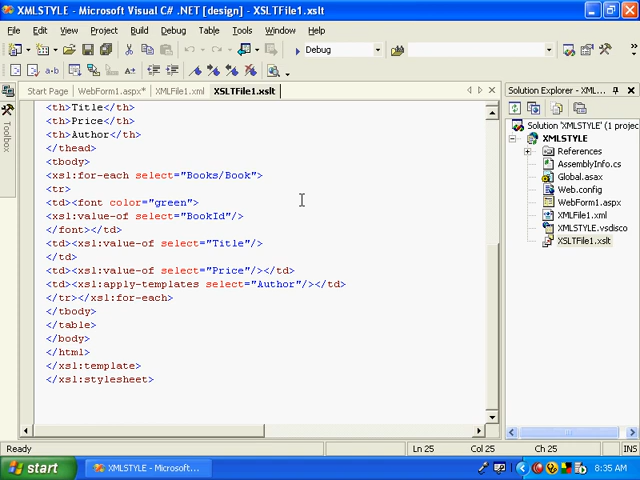 XMLSTYLE - Microsoft Visual C# .NET [design] - XSLTFile1.xslt
File Edit View Project Build Debug Table Tools Window Help
Debug
Start Page WebForm1.aspx* XMLFile1.xml XSLTFile1.xslt
Toolbox
<th>Title</th>
<th>Price</th>
<th>Author</th>
</thead>
<tbody>
<xsl:for-each select="Books/Book">
<tr>
<td><font color="green">
<xsl:value-of select="BookId"/>
</font></td>
<td><xsl:value-of select="Title"/>
</td>
<td><xsl:value-of select="Price"/></td>
<td><xsl:apply-templates select="Author"/></td>
</tr></xsl:for-each>
</tbody>
</table>
</body>
</html>
</xsl:template>
</xsl:stylesheet>
Solution Explorer - XML...
Solution 'XMLSTYLE' (1 projec
XMLSTYLE
References
AssemblyInfo.cs
Global.asax
Web.config
WebForm1.aspx
XMLFile1.xml
XMLSTYLE.vsdisco
XSLTFile1.xslt
Ready Ln 25 Col 25 Ch 25 INS
start XMLSTYLE - Microsoft... 8:35 AM